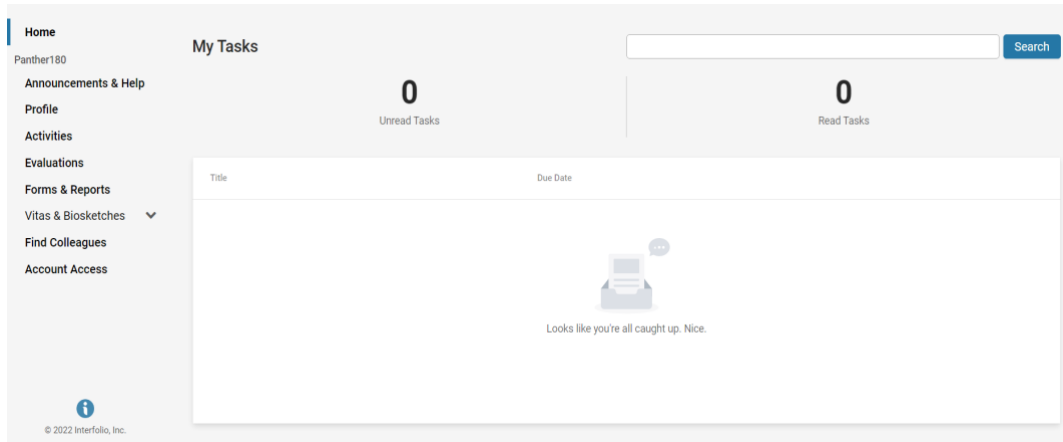 Home
Panther180
Announcements & Help
Profile
Activities
Evaluations
Forms & Reports
Vitas & Biosketches
Find Colleagues
Account Access
© 2022 Interfolio, Inc.
My Tasks
Search
0
Unread Tasks
0
Read Tasks
Title Due Date
Looks like you're all caught up. Nice.